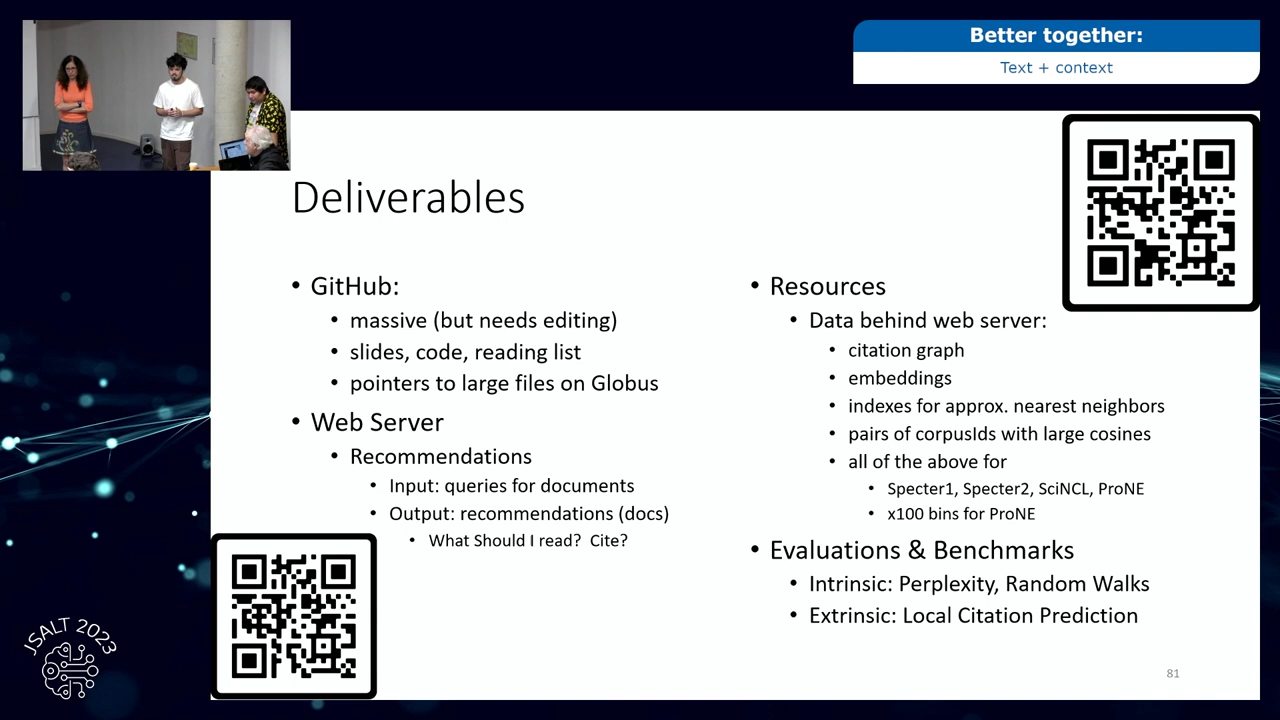 Better together:
Text + context
Deliverables
• GitHub:
• massive (but needs editing)
• slides, code, reading list
• pointers to large files on Globus
• Web Server
• Recommendations
• Input: queries for documents
• Output: recommendations (docs)
• What Should I read? Cite?
• Resources
• Data behind web server:
• citation graph
• embeddings
• indexes for approx. nearest neighbors
• pairs of corpusIds with large cosines
• all of the above for
• Specter1, Specter2, SciNCL, ProNE
• x100 bins for ProNE
• Evaluations & Benchmarks
• Intrinsic: Perplexity, Random Walks
• Extrinsic: Local Citation Prediction
81
JSALT 2023